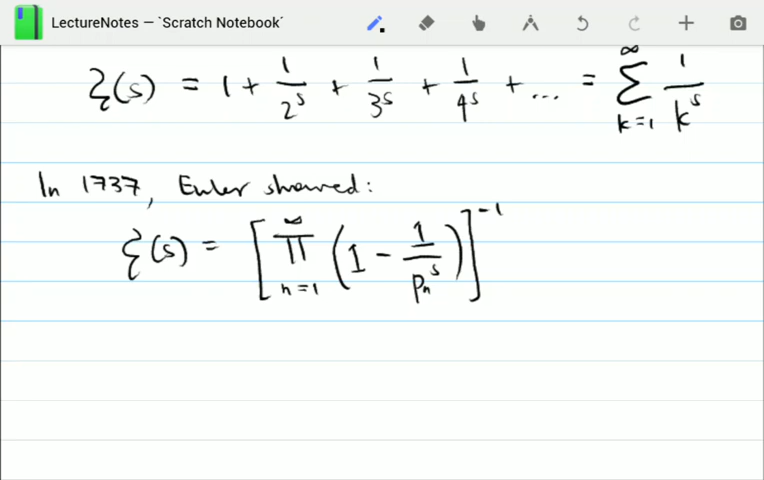 LectureNotes — `Scratch Notebook´
ζ(s) = 1 + 1/2^s + 1/3^s + 1/4^s + ... = ∑_{k=1}^{∞} 1/k^s
In 1737, Euler showed:
ξ(s) = [∏_{n=1}^{∞} (1 - 1/p_n^s)]^{-1}